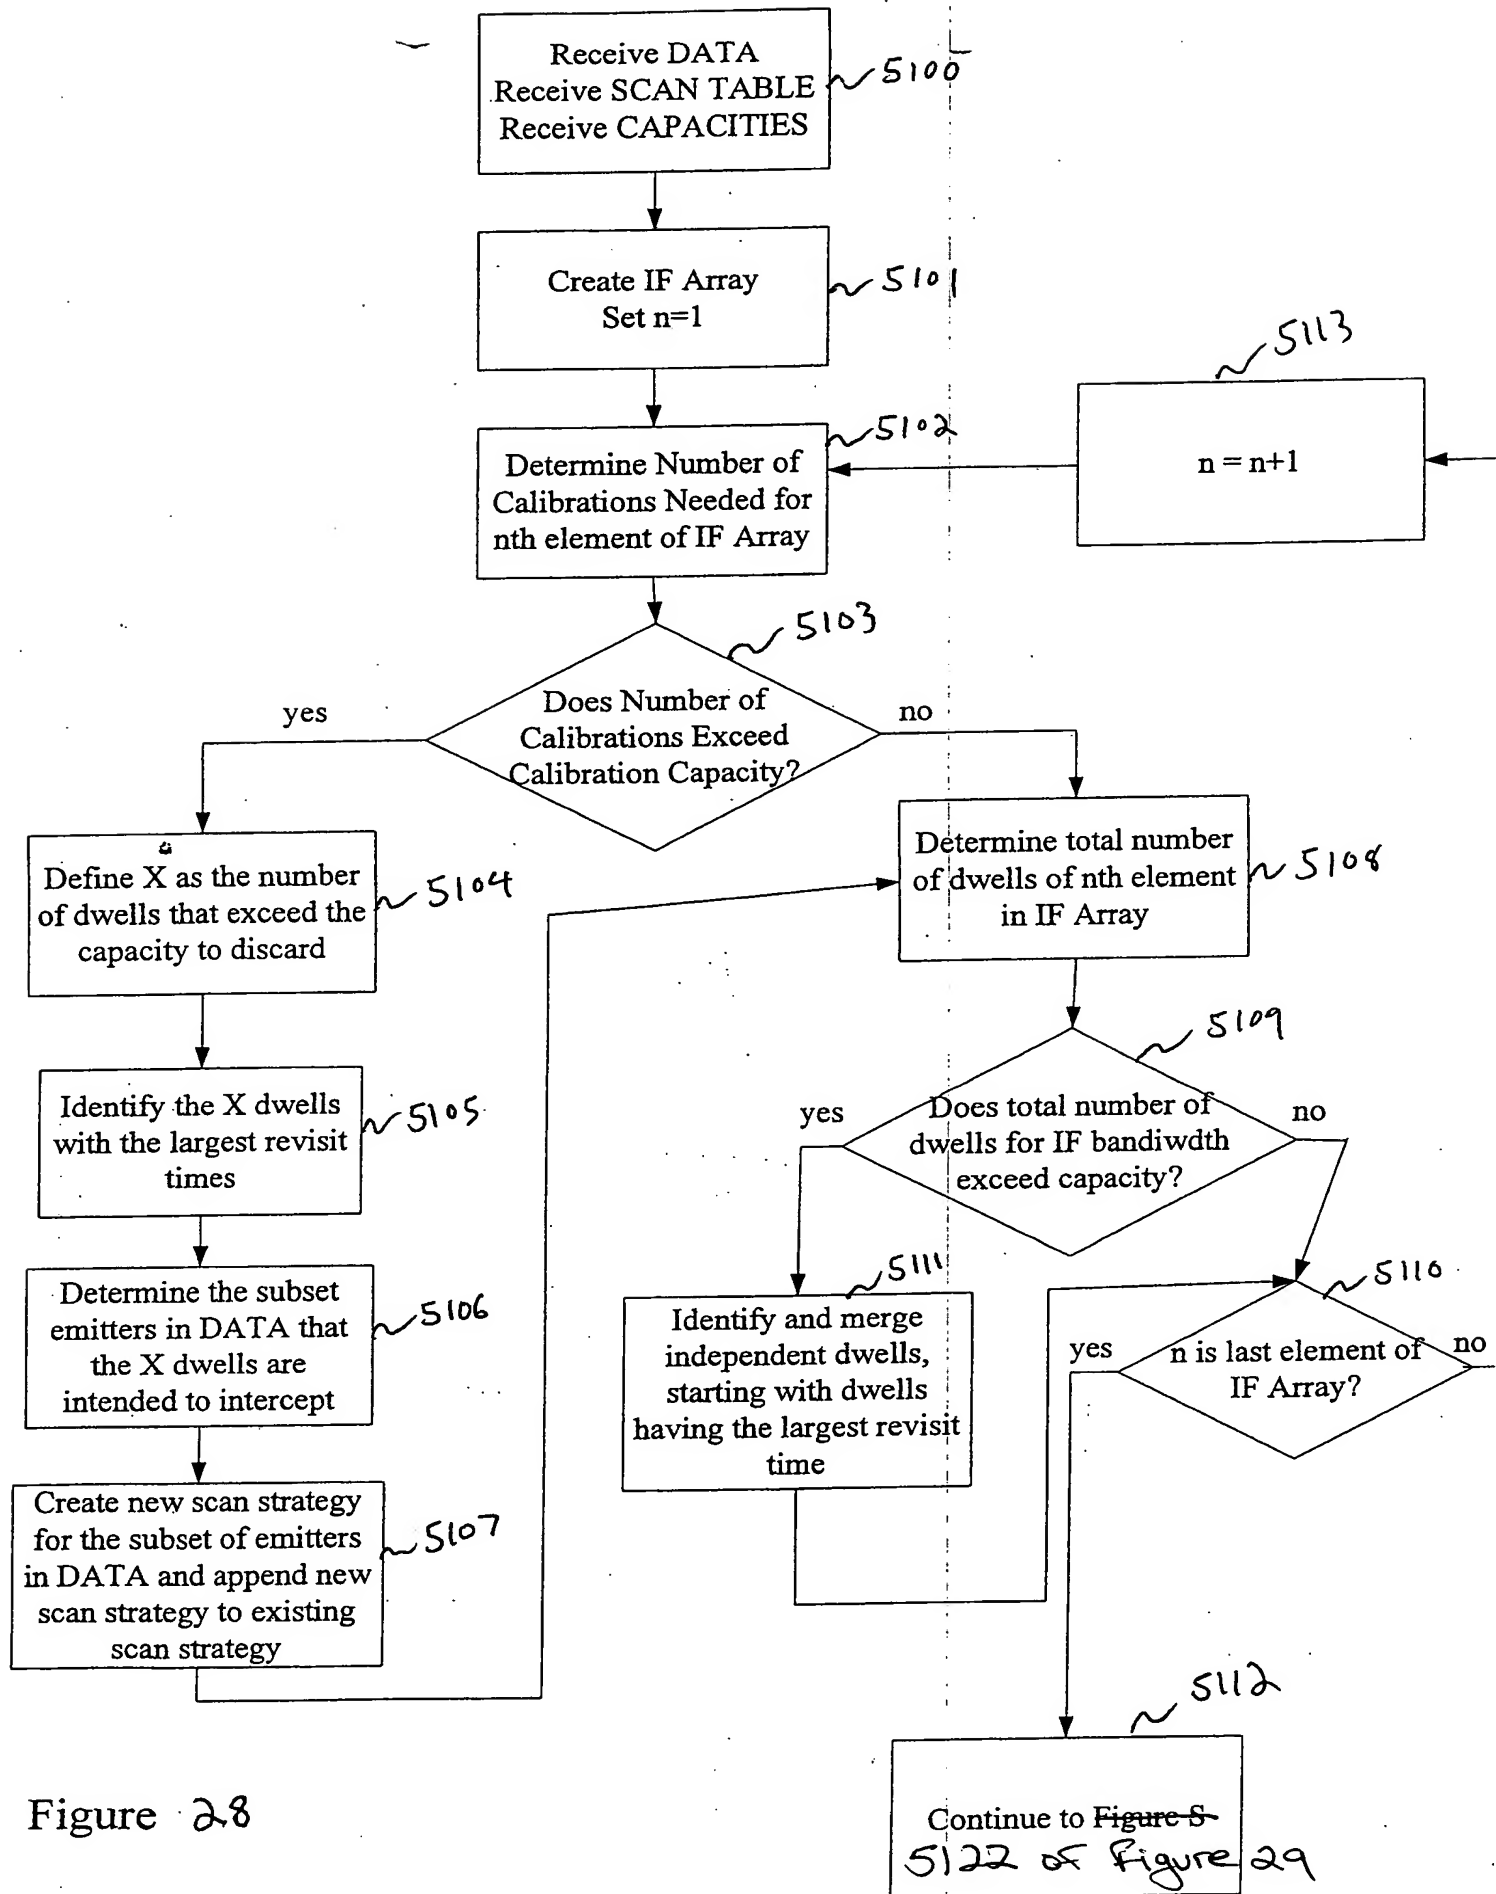 Receive DATA
Receive SCAN TABLE
Receive CAPACITIES
5100
Create IF Array
Set n=1
5101
5113
n = n+1
5102
Determine Number of
Calibrations Needed for
nth element of IF Array
5103
Does Number of
Calibrations Exceed
Calibration Capacity?
yes
no
Define X as the number
of dwells that exceed the
capacity to discard
5104
Determine total number
of dwells of nth element
in IF Array
5108
Identify the X dwells
with the largest revisit
times
5105
5109
Does total number of
dwells for IF bandiwdth
exceed capacity?
yes
no
Determine the subset
emitters in DATA that
the X dwells are
intended to intercept
5106
5111
Identify and merge
independent dwells,
starting with dwells
having the largest revisit
time
5110
n is last element of
IF Array?
yes
no
Create new scan strategy
for the subset of emitters
in DATA and append new
scan strategy to existing
scan strategy
5107
5112
Continue to Figure S
5122 of Figure 29
Figure 28